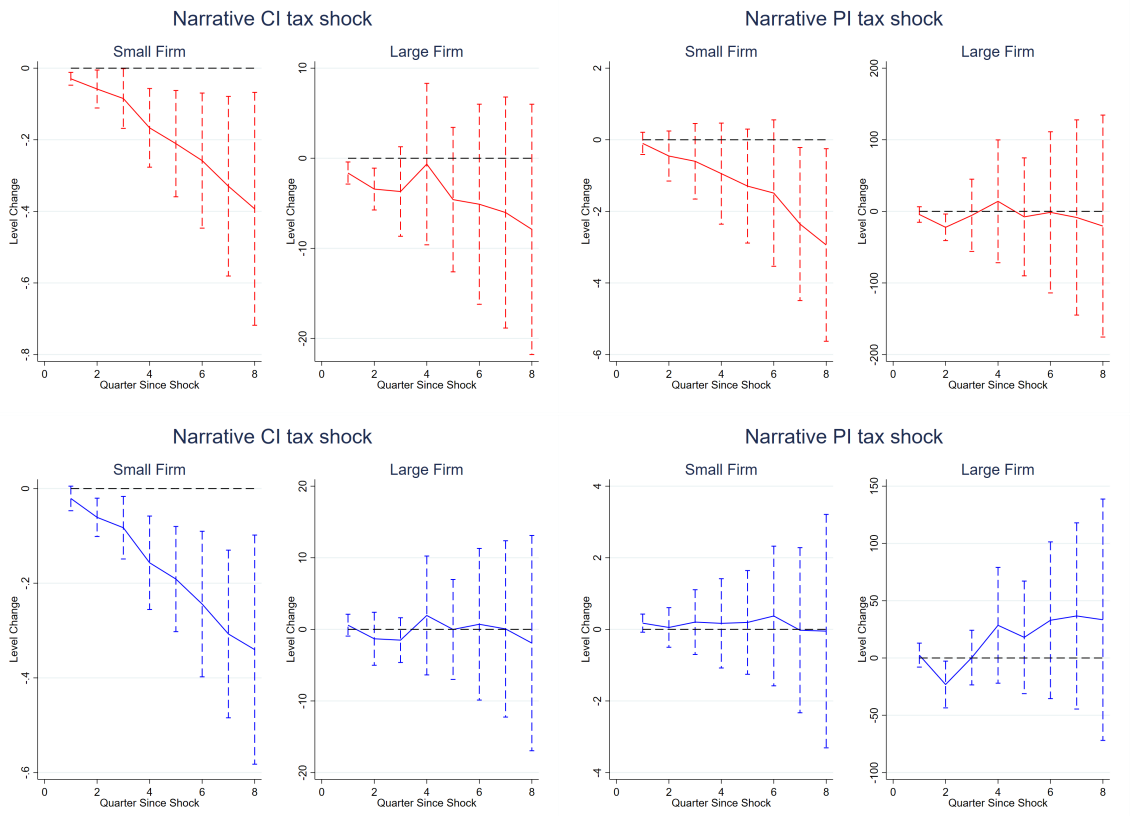 Narrative CI tax shock
Narrative PI tax shock
Small Firm
Large Firm
Small Firm
Large Firm
Level Change
0
-.2
-.4
-.6
-.8
0 2 4 6 8
Quarter Since Shock
Level Change
10
0
-10
-20
0 2 4 6 8
Quarter Since Shock
Level Change
2
0
-2
-4
-6
0 2 4 6 8
Quarter Since Shock
Level Change
200
100
0
-100
-200
0 2 4 6 8
Quarter Since Shock
Narrative CI tax shock
Narrative PI tax shock
Small Firm
Large Firm
Small Firm
Large Firm
Level Change
0
-.2
-.4
-.6
0 2 4 6 8
Quarter Since Shock
Level Change
20
10
0
-10
-20
0 2 4 6 8
Quarter Since Shock
Level Change
4
2
0
-2
-4
0 2 4 6 8
Quarter Since Shock
Level Change
150
100
50
0
-50
-100
0 2 4 6 8
Quarter Since Shock